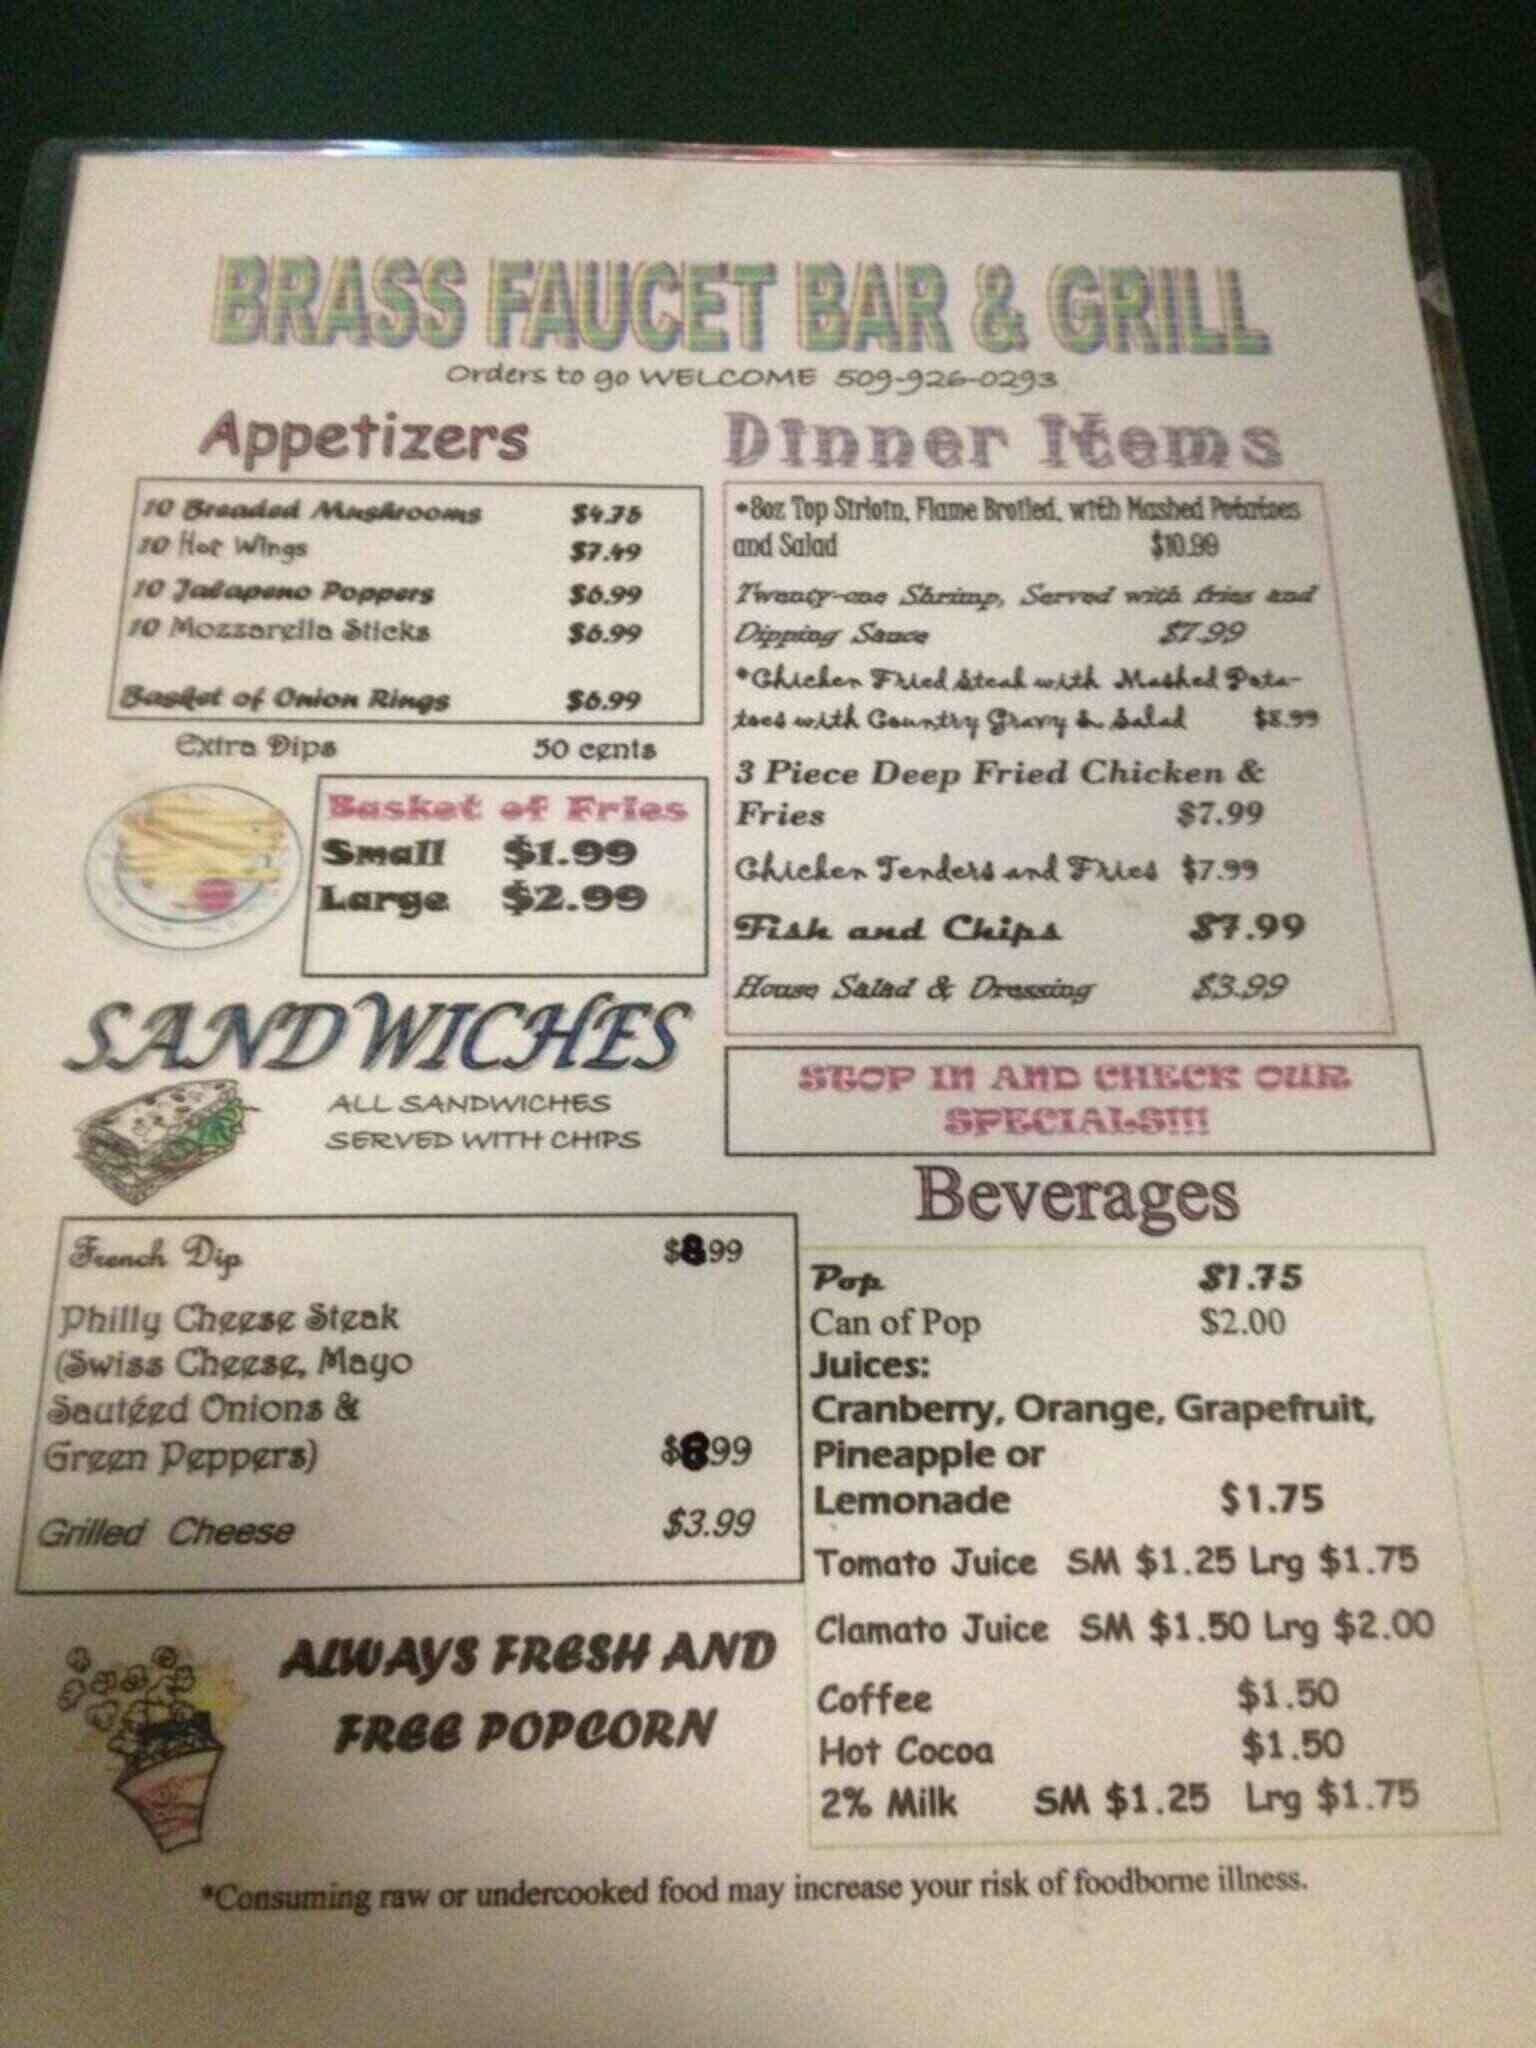 BRASS FAUCET BAR & GRILL
Orders to go WELCOME 509-926-0293
Appetizers
10 Breaded Mushrooms $4.75
10 Hot Wings $7.49
10 Jalapeno Poppers $6.99
10 Mozzarella Sticks $6.99
Basket of Onion Rings $6.99
Extra Dips 50 cents
Basket of Fries
Small $1.99
Large $2.99
SANDWICHES
ALL SANDWICHES
SERVED WITH CHIPS
French Dip $8.99
Philly Cheese Steak
(Swiss Cheese, Mayo
Sautéed Onions &
Green Peppers) $8.99
Grilled Cheese $3.99
ALWAYS FRESH AND
FREE POPCORN
Dinner Items
*8oz Top Sirloin, Flame Broiled, with Mashed Potatoes
and Salad $10.99
Twenty-one Shrimp, Served with fries and
Dipping Sauce $7.99
*Chicken Fried Steak with Mashed Pota-
toes with Country Gravy & Salad $8.99
3 Piece Deep Fried Chicken &
Fries $7.99
Chicken Tenders and Fries $7.99
Fish and Chips $7.99
House Salad & Dressing $3.99
STOP IN AND CHECK OUR
SPECIALS!!!
Beverages
Pop $1.75
Can of Pop $2.00
Juices:
Cranberry, Orange, Grapefruit,
Pineapple or
Lemonade $1.75
Tomato Juice SM $1.25 Lrg $1.75
Clamato Juice SM $1.50 Lrg $2.00
Coffee $1.50
Hot Cocoa $1.50
2% Milk SM $1.25 Lrg $1.75
*Consuming raw or undercooked food may increase your risk of foodborne illness.